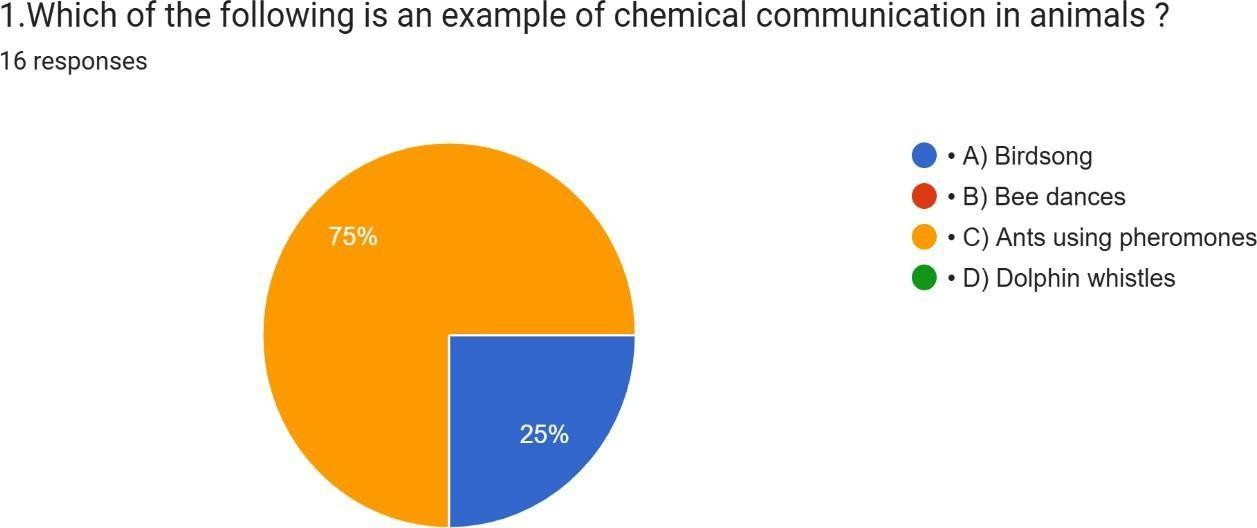 1.Which of the following is an example of chemical communication in animals ?
16 responses
75%
25%
• A) Birdsong
• B) Bee dances
• C) Ants using pheromones
• D) Dolphin whistles